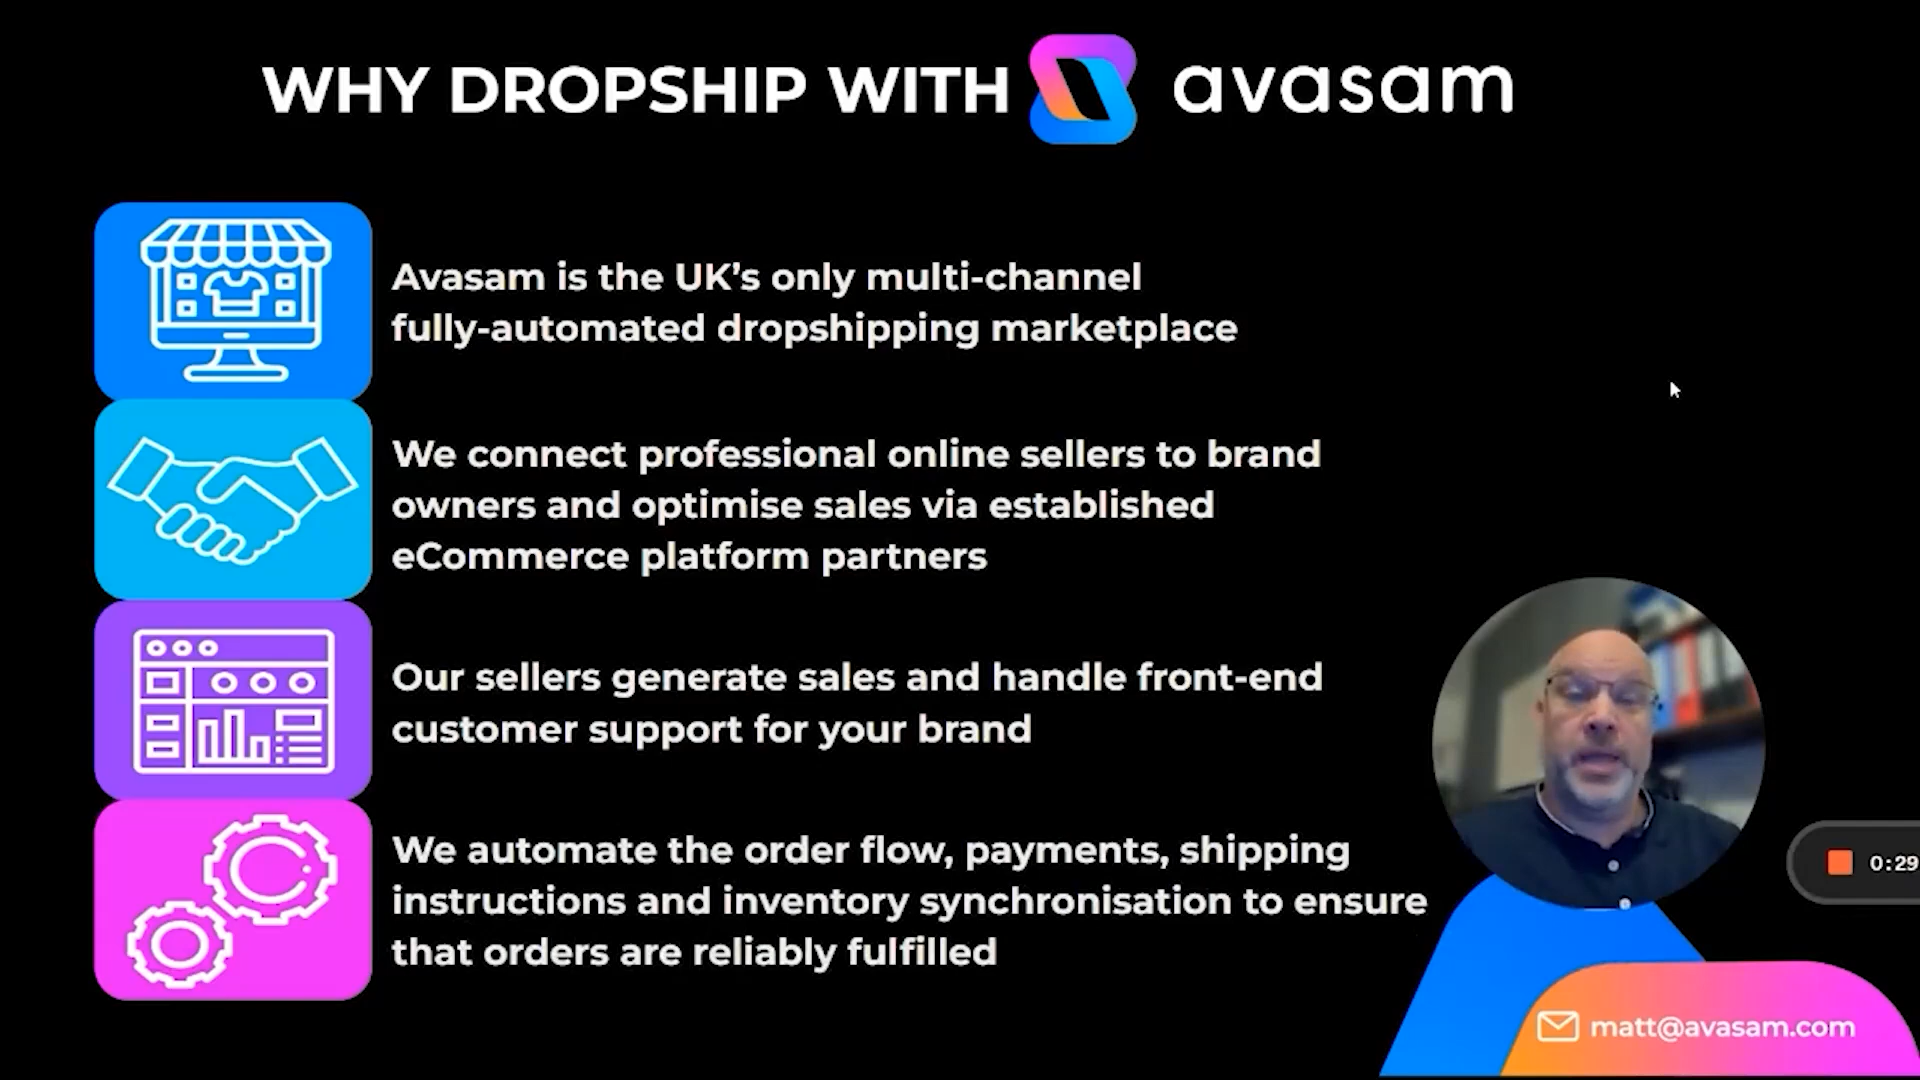 WHY DROPSHIP WITH avasam
Avasam is the UK’s only multi-channel
fully-automated dropshipping marketplace
We connect professional online sellers to brand
owners and optimise sales via established
eCommerce platform partners
Our sellers generate sales and handle front-end
customer support for your brand
We automate the order flow, payments, shipping
instructions and inventory synchronisation to ensure
that orders are reliably fulfilled
0:29
matt@avasam.com